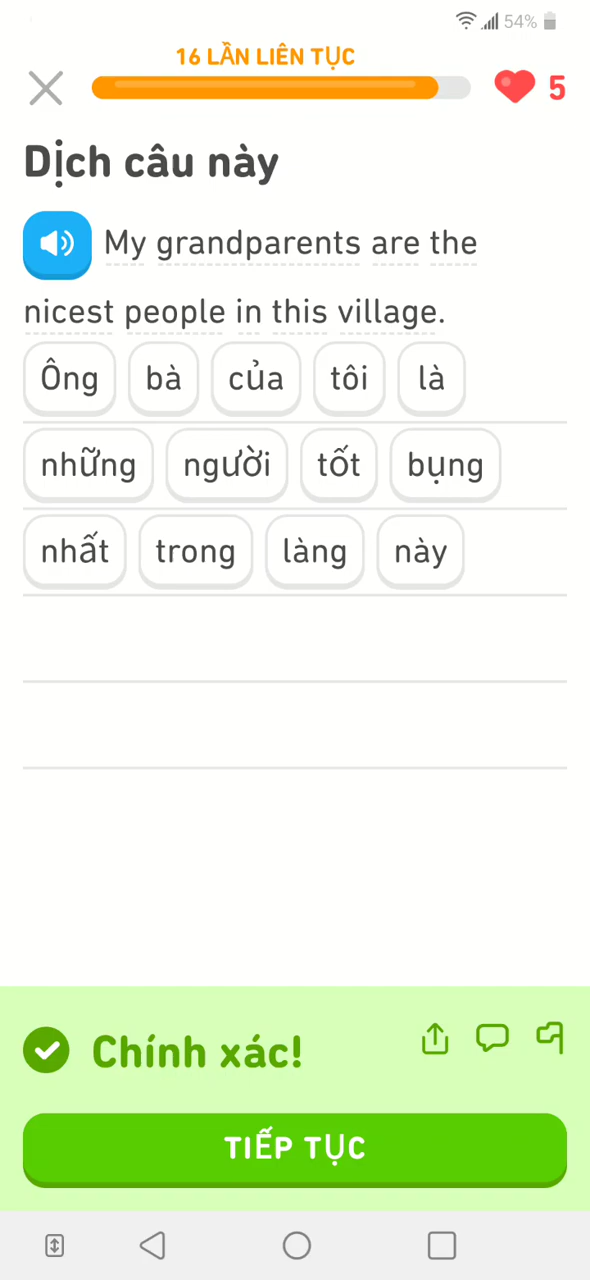 54%
16 LẦN LIÊN TỤC
5
Dịch câu này
My grandparents are the
nicest people in this village.
Ông bà của tôi là
những người tốt bụng
nhất trong làng này
Chính xác!
TIẾP TỤC